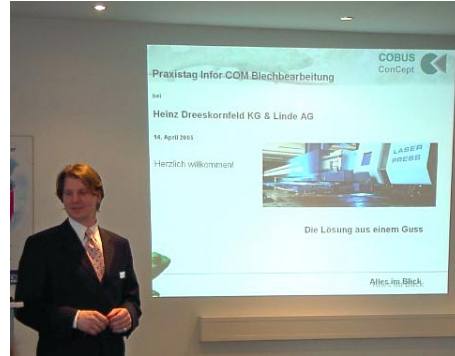 COBUS
ConCept
Praxistag Infor COM Blechbearbeitung
bei
Heinz Dreeskornfeld KG & Linde AG
14. April 2005
Herzlich willkommen!
LASER
PRESS
Die Lösung aus einem Guss
Alles im Blick